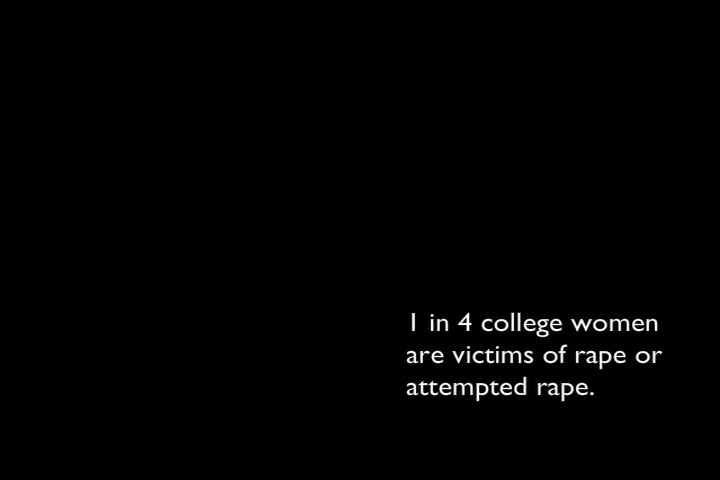 1 in 4 college women
are victims of rape or
attempted rape.